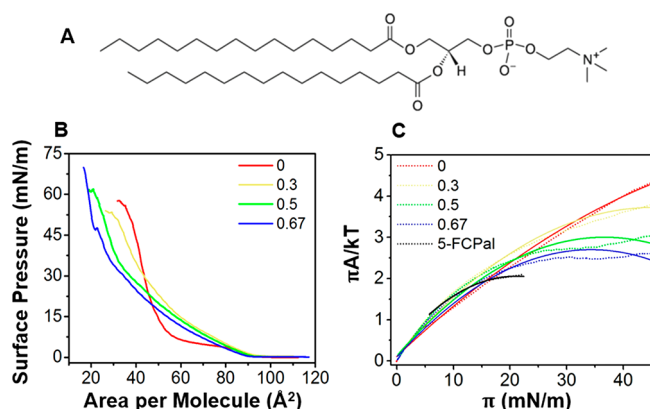 A
O
O
O
O
H
O
P
O
O⁻
O
N⁺
B
Surface Pressure (mN/m)
75
60
45
30
15
0
0
0.3
0.5
0.67
20 40 60 80 100 120
Area per Molecule (Å²)
C
πA/kT
5
4
3
2
1
0
0
0.3
0.5
0.67
5-FCPal
0 10 20 30 40
π (mN/m)